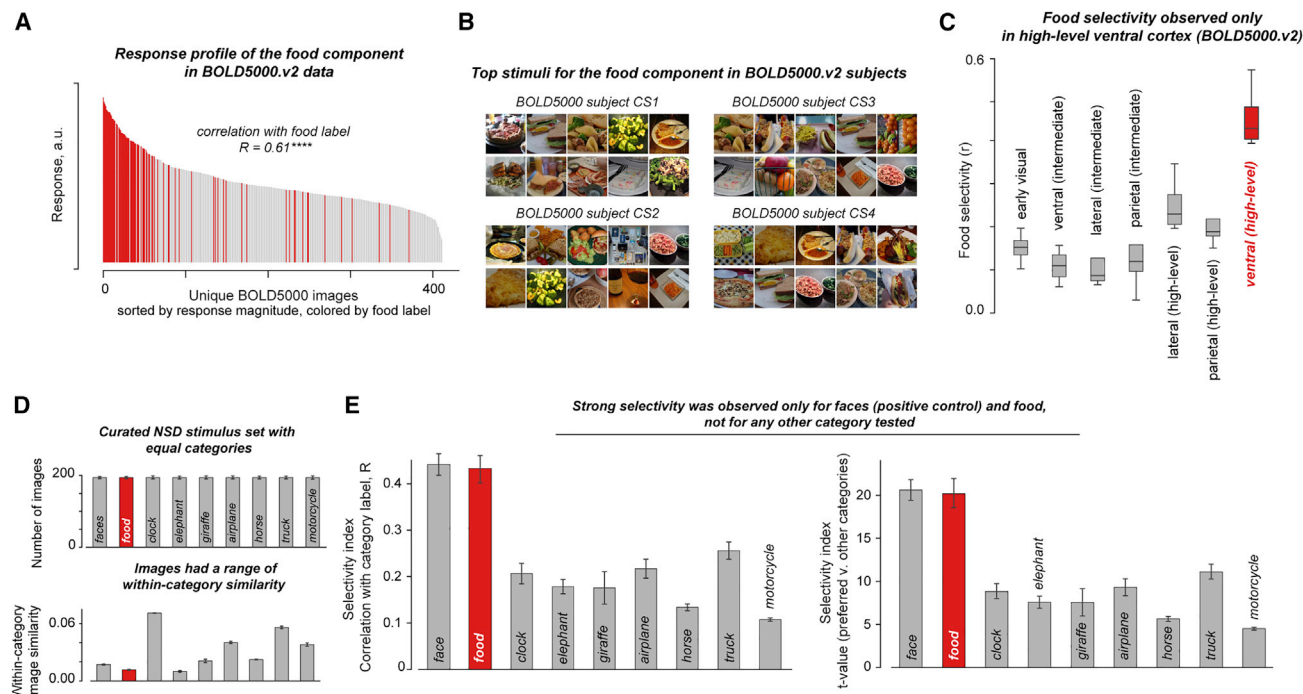 A
Response profile of the food component
in BOLD5000.v2 data
correlation with food label
R = 0.61****
Response, a.u.
0
400
Unique BOLD5000 images
sorted by response magnitude, colored by food label
B
Top stimuli for the food component in BOLD5000.v2 subjects
BOLD5000 subject CS1
BOLD5000 subject CS3
BOLD5000 subject CS2
BOLD5000 subject CS4
C
Food selectivity observed only
in high-level ventral cortex (BOLD5000.v2)
0.6
Food selectivity (r)
0.0
early visual
ventral (intermediate)
lateral (intermediate)
parietal (intermediate)
lateral (high-level)
parietal (high-level)
ventral (high-level)
D
Curated NSD stimulus set with
equal categories
Number of images
200
0
faces
food
clock
elephant
giraffe
airplane
horse
truck
motorcycle
Images had a range of
within-category similarity
Within-category
image similarity
0.06
0.00
E
Strong selectivity was observed only for faces (positive control) and food,
not for any other category tested
Selectivity index
Correlation with category label, R
0.4
0.3
0.2
0.1
0
face
food
clock
elephant
giraffe
airplane
horse
truck
motorcycle
Selectivity index
t-value (preferred v. other categories)
20
15
10
5
0
face
food
clock
elephant
giraffe
airplane
horse
truck
motorcycle